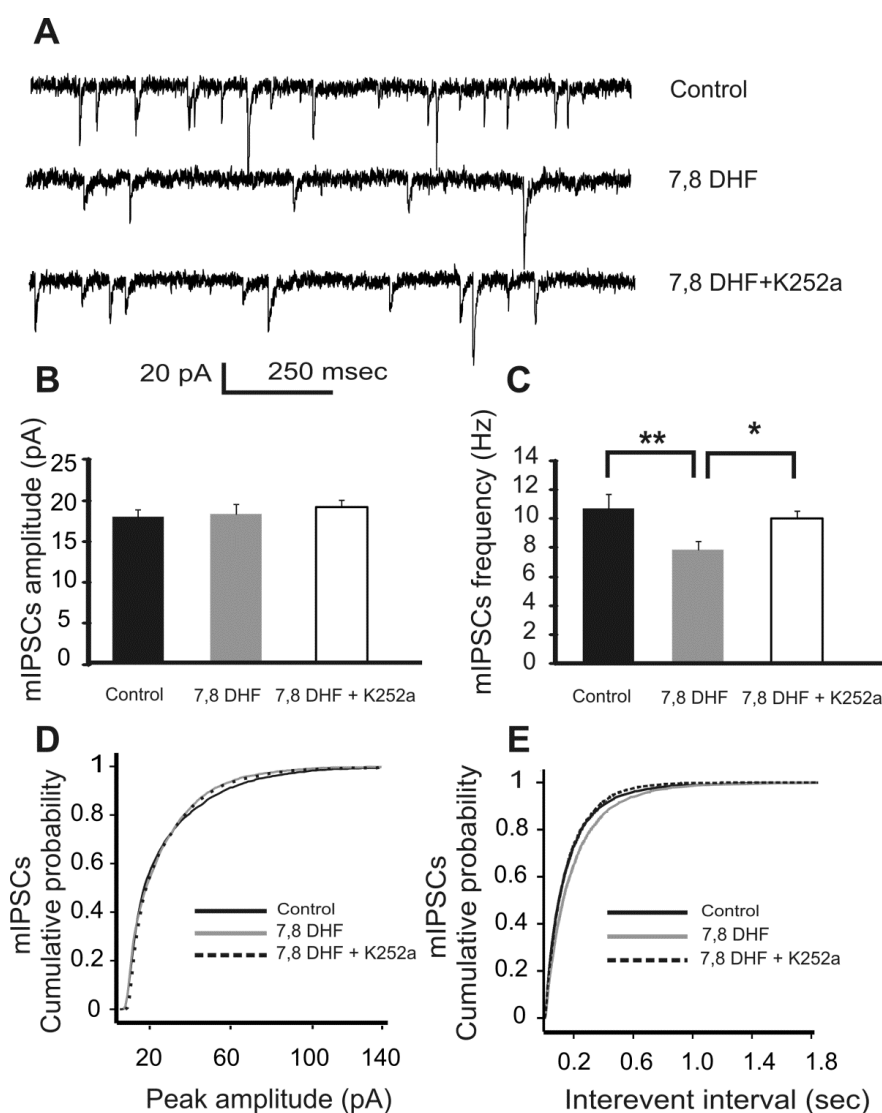 A
Control
7,8 DHF
7,8 DHF+K252a
20 pA
250 msec
B
mIPSCs amplitude (pA)
25
20
15
10
5
0
Control
7,8 DHF
7,8 DHF + K252a
C
mIPSCs frequency (Hz)
**
*
14
12
10
8
6
4
2
0
Control
7,8 DHF
7,8 DHF + K252a
D
mIPSCs
Cumulative probability
1
0.8
0.6
0.4
0.2
0
Control
7,8 DHF
7,8 DHF + K252a
20
60
100
140
Peak amplitude (pA)
E
mIPSCs
Cumulative probability
1
0.8
0.6
0.4
0.2
0
Control
7,8 DHF
7,8 DHF + K252a
0.2
0.6
1.0
1.4
1.8
Interevent interval (sec)